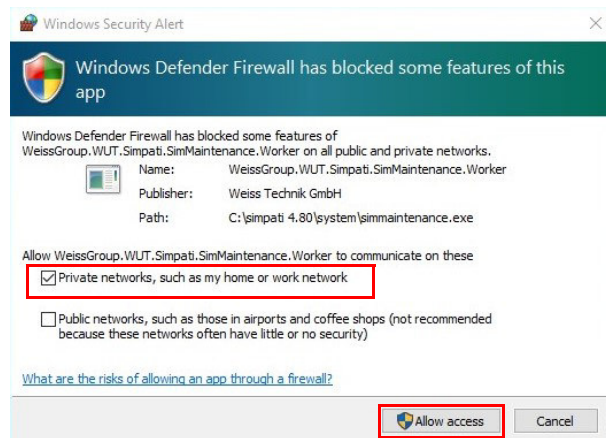 Windows Security Alert
Windows Defender Firewall has blocked some features of this
app
Windows Defender Firewall has blocked some features of
WeissGroup.WUT.Simpati.SimMaintenance.Worker on all public and private networks.
Name: WeissGroup.WUT.Simpati.SimMaintenance.Worker
Publisher: Weiss Technik GmbH
Path: C:\simpati 4.80\system\simmaintenance.exe
Allow WeissGroup.WUT.Simpati.SimMaintenance.Worker to communicate on these
Private networks, such as my home or work network
Public networks, such as those in airports and coffee shops (not recommended
because these networks often have little or no security)
What are the risks of allowing an app through a firewall?
Allow access Cancel